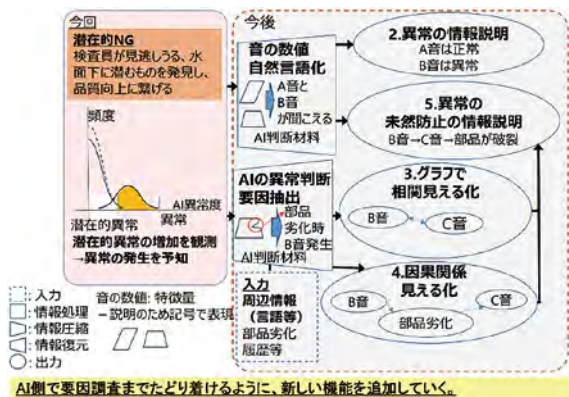 今回
潜在的NG
検査員が見逃しうる、水
面下に潜むものを発見し、
品質向上に繋げる
頻度
AI異常度
潜在的異常
異常
潜在的異常の増加を観測
→異常の発生を予知
:入力
:情報処理
:情報圧縮
:情報復元
:出力
音の数値:特徴量
－説明のため記号で表現
今後
音の数値
自然言語化
A音と
B音
が聞こえる
AI判断材料
AIの異常判断
要因抽出
部品
劣化時
B音発生
AI判断材料
入力
周辺情報
(言語等)
部品劣化
履歴等
2.異常の情報説明
A音は正常
B音は異常
5.異常の
未然防止の情報説明
B音→C音→部品が破裂
3.グラフで
相関見える化
B音
C音
4.因果関係
見える化
B音
C音
部品劣化
AI側で要因調査までたどり着けるように、新しい機能を追加していく。